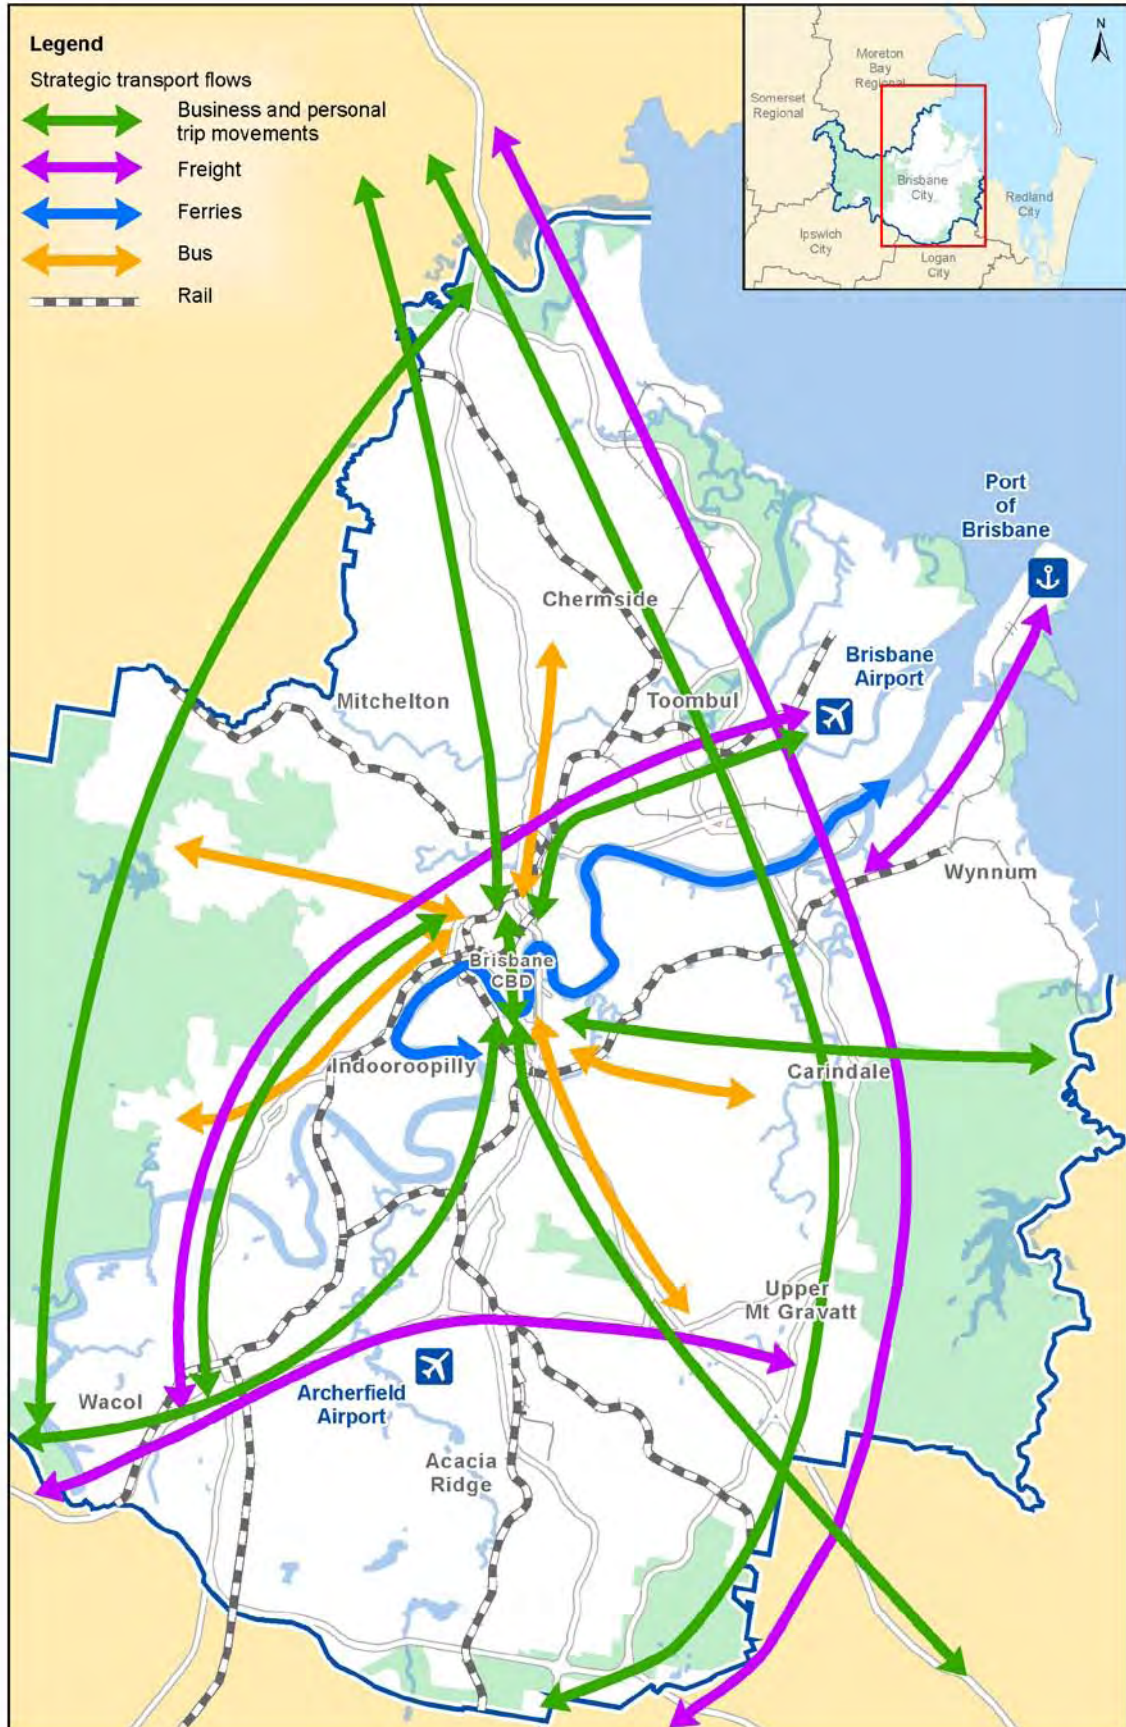 Legend
Strategic transport flows
Business and personal
trip movements
Freight
Ferries
Bus
Rail
N
Moreton
Bay
Regional
Somerset
Regional
Brisbane
City
Redland
City
Ipswich
City
Logan
City
Port
of
Brisbane
Chermside
Brisbane
Airport
Mitchelton
Toombul
Wynnum
Brisbane
CBD
Indooroopilly
Carindale
Upper
Mt Gravatt
Wacol
Archerfield
Airport
Acacia
Ridge